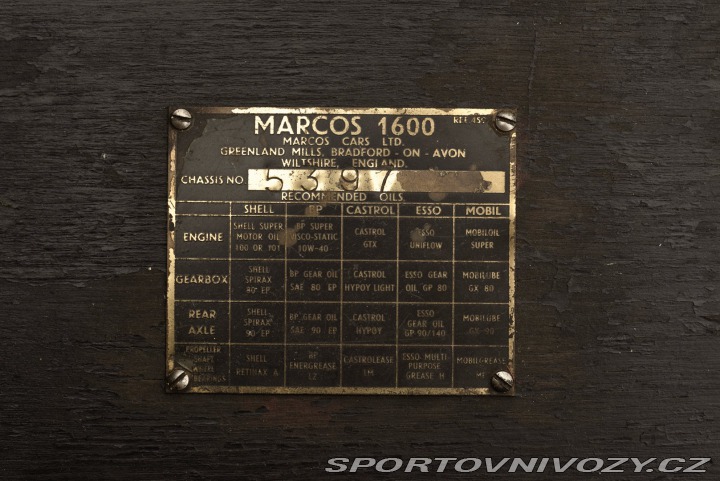 MARCOS 1600
MARCOS CARS LTD.
GREENLAND MILLS, BRADFORD - ON - AVON
WILTSHIRE, ENGLAND.
CHASSIS NO. 5397
RECOMMENDED OILS
SHELL BP CASTROL ESSO MOBIL
ENGINE
SHELL SUPER MOTOR OIL 100 OR 101
BP SUPER VISCO-STATIC 10W-40
CASTROL GTX
ESSO UNIFLOW
MOBILOIL SUPER
GEARBOX
SHELL SPIRAX 80 EP
BP GEAR OIL SAE 80 EP
CASTROL HYPOY LIGHT
ESSO GEAR OIL GP 80
MOBILUBE GX 80
REAR AXLE
SHELL SPIRAX 90 EP
BP GEAR OIL SAE 90 EP
CASTROL HYPOY
ESSO GEAR OIL GP 90/140
MOBILUBE GX-90
PROPELLER SHAFT WHEEL BEARINGS
SHELL RETINAX A
BP ENERGREASE L2
CASTROLEASE LM
ESSO MULTI PURPOSE GREASE H
MOBILGREASE
SPORTOVNIVOZY.CZ